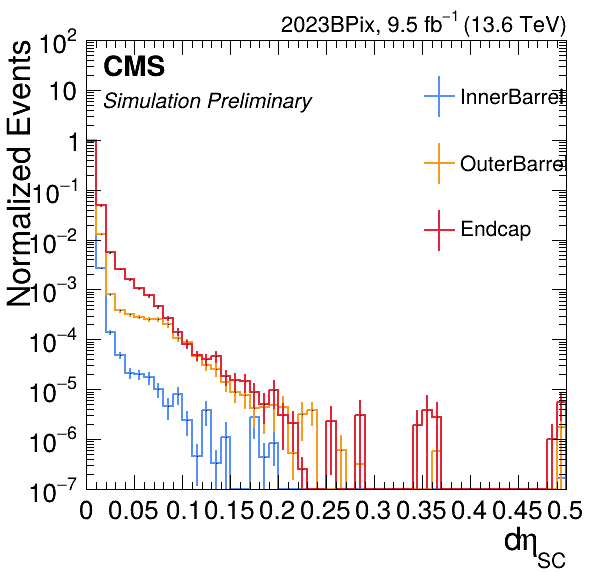 2023BPix, 9.5 fb⁻¹ (13.6 TeV)
CMS
Simulation Preliminary
InnerBarrel
OuterBarrel
Endcap
Normalized Events
10²
10
1
10⁻¹
10⁻²
10⁻³
10⁻⁴
10⁻⁵
10⁻⁶
10⁻⁷
0 0.05 0.1 0.15 0.2 0.25 0.3 0.35 0.4 0.45 0.5
dη_SC